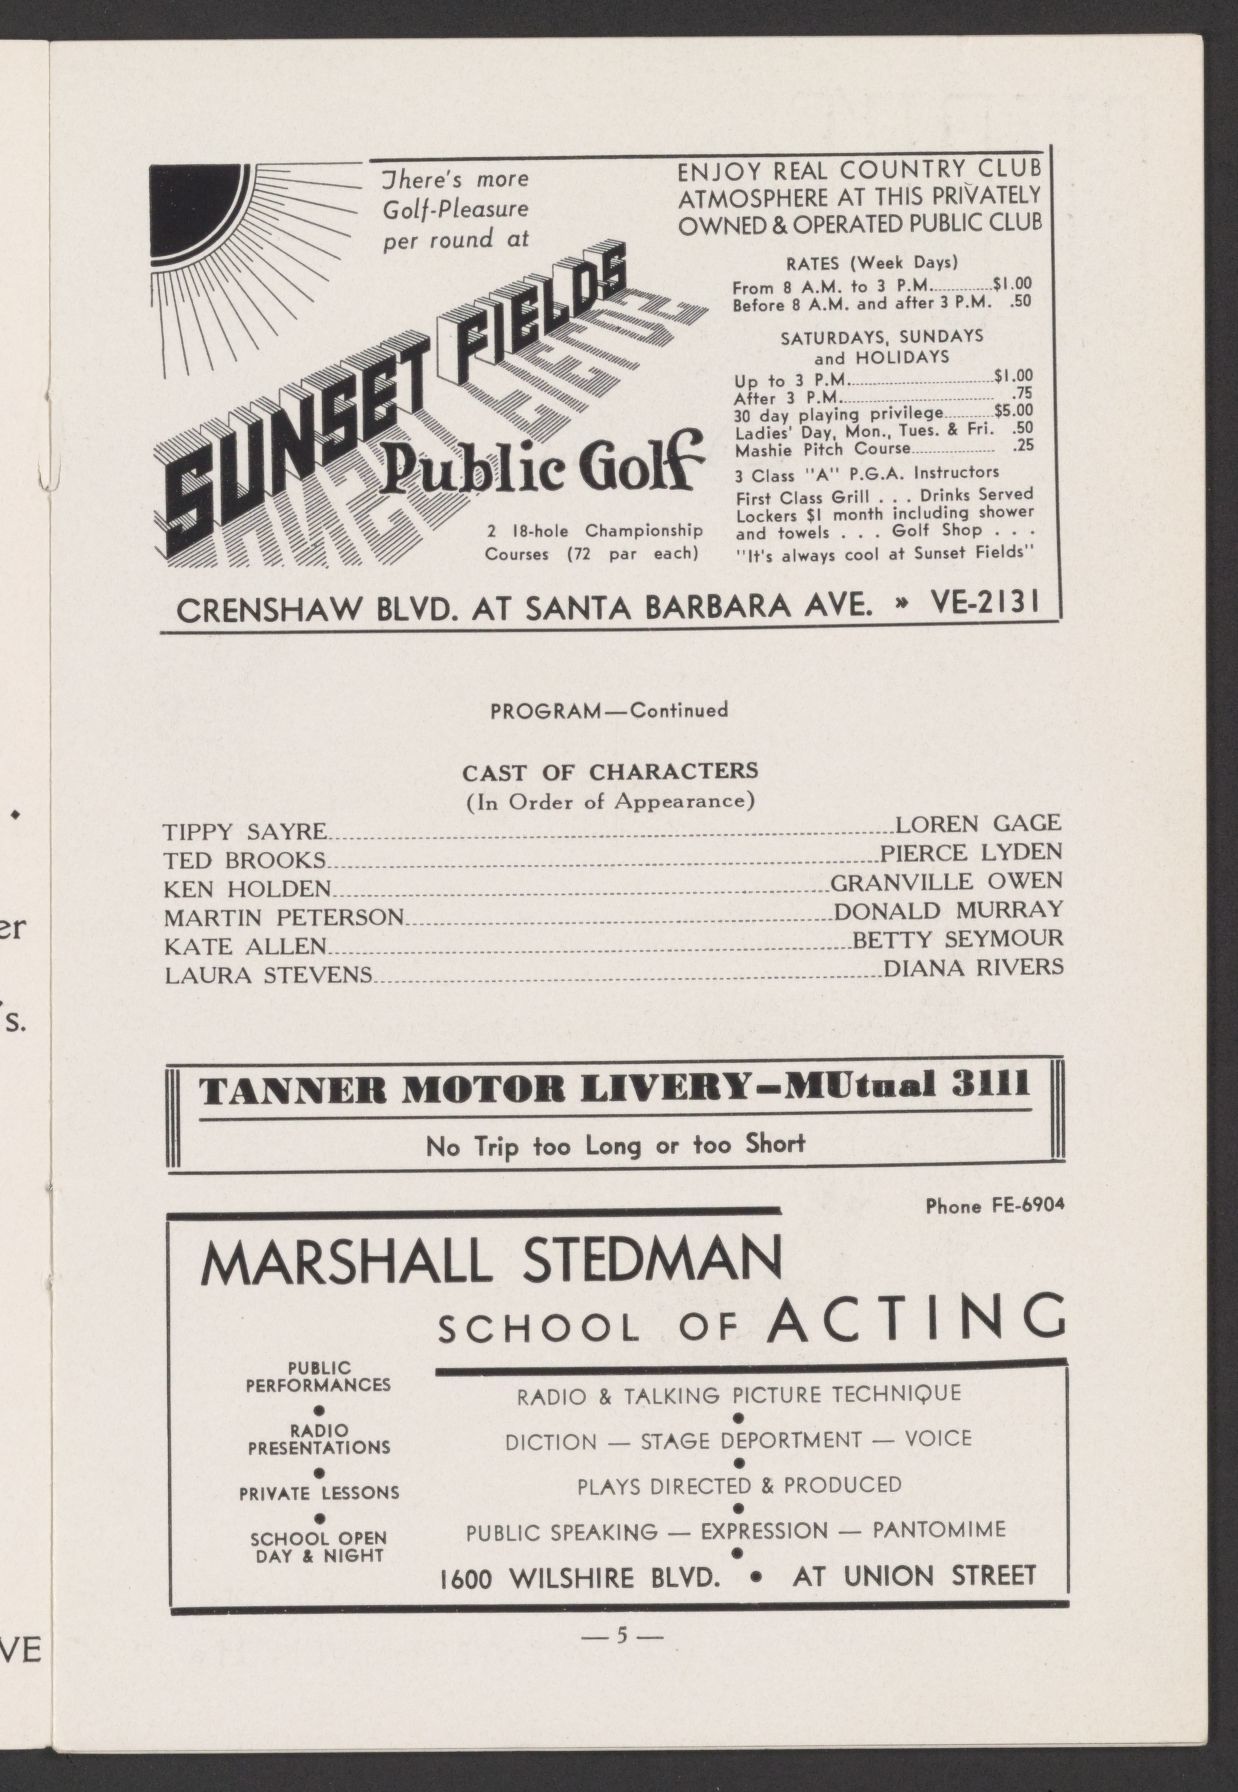 There's more
Golf-Pleasure
per round at
SUNSET FIELDS
Public Golf
2 18-hole Championship
Courses (72 par each)
ENJOY REAL COUNTRY CLUB
ATMOSPHERE AT THIS PRIVATELY
OWNED & OPERATED PUBLIC CLUB
RATES (Week Days)
From 8 A.M. to 3 P.M. $1.00
Before 8 A.M. and after 3 P.M. .50
SATURDAYS, SUNDAYS
and HOLIDAYS
Up to 3 P.M. $1.00
After 3 P.M. .75
30 day playing privilege $5.00
Ladies' Day, Mon., Tues. & Fri. .50
Mashie Pitch Course .25
3 Class "A" P.G.A. Instructors
First Class Grill . . . Drinks Served
Lockers $1 month including shower
and towels . . . Golf Shop . . .
"It's always cool at Sunset Fields"
CRENSHAW BLVD. AT SANTA BARBARA AVE. » VE-2131
PROGRAM—Continued
CAST OF CHARACTERS
(In Order of Appearance)
TIPPY SAYRE LOREN GAGE
TED BROOKS PIERCE LYDEN
KEN HOLDEN GRANVILLE OWEN
MARTIN PETERSON DONALD MURRAY
KATE ALLEN BETTY SEYMOUR
LAURA STEVENS DIANA RIVERS
er
's.
VE
TANNER MOTOR LIVERY—MUtual 3111
No Trip too Long or too Short
Phone FE-6904
MARSHALL STEDMAN
SCHOOL OF ACTING
PUBLIC
PERFORMANCES
•
RADIO
PRESENTATIONS
•
PRIVATE LESSONS
•
SCHOOL OPEN
DAY & NIGHT
RADIO & TALKING PICTURE TECHNIQUE
•
DICTION — STAGE DEPORTMENT — VOICE
•
PLAYS DIRECTED & PRODUCED
•
PUBLIC SPEAKING — EXPRESSION — PANTOMIME
•
1600 WILSHIRE BLVD. • AT UNION STREET
— 5 —